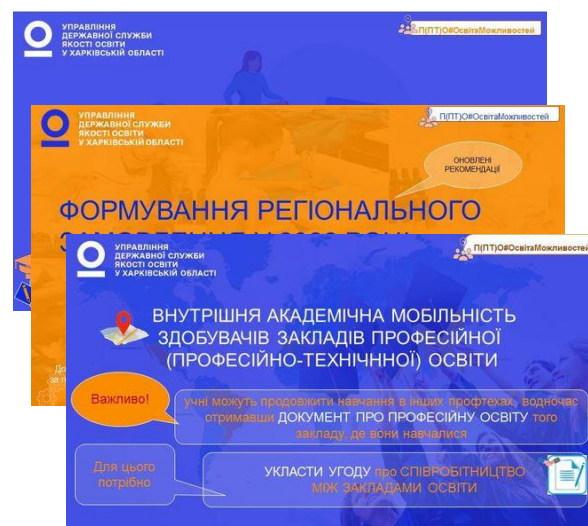 УПРАВЛІННЯ
ДЕРЖАВНОЇ СЛУЖБИ
ЯКОСТІ ОСВІТИ
У ХАРКІВСЬКІЙ ОБЛАСТІ
П(ПТ)О#ОсвітаМожливостей
УПРАВЛІННЯ
ДЕРЖАВНОЇ СЛУЖБИ
ЯКОСТІ ОСВІТИ
У ХАРКІВСЬКІЙ ОБЛАСТІ
П(ПТ)О#ОсвітаМожливостей
ОНОВЛЕНІ
РЕКОМЕНДАЦІЇ
ФОРМУВАННЯ РЕГІОНАЛЬНОГО
УПРАВЛІННЯ
ДЕРЖАВНОЇ СЛУЖБИ
ЯКОСТІ ОСВІТИ
У ХАРКІВСЬКІЙ ОБЛАСТІ
П(ПТ)О#ОсвітаМожливостей
ВНУТРІШНЯ АКАДЕМІЧНА МОБІЛЬНІСТЬ
ЗДОБУВАЧІВ ЗАКЛАДІВ ПРОФЕСІЙНОЇ
(ПРОФЕСІЙНО-ТЕХНІЧННОЇ) ОСВІТИ
Важливо!
учні можуть продовжити навчання в інших профтехах, водночас
отримавши ДОКУМЕНТ ПРО ПРОФЕСІЙНУ ОСВІТУ того
закладу, де вони навчалися
Для цього
потрібно
УКЛАСТИ УГОДУ про СПІВРОБІТНИЦТВО
МІЖ ЗАКЛАДАМИ ОСВІТИ